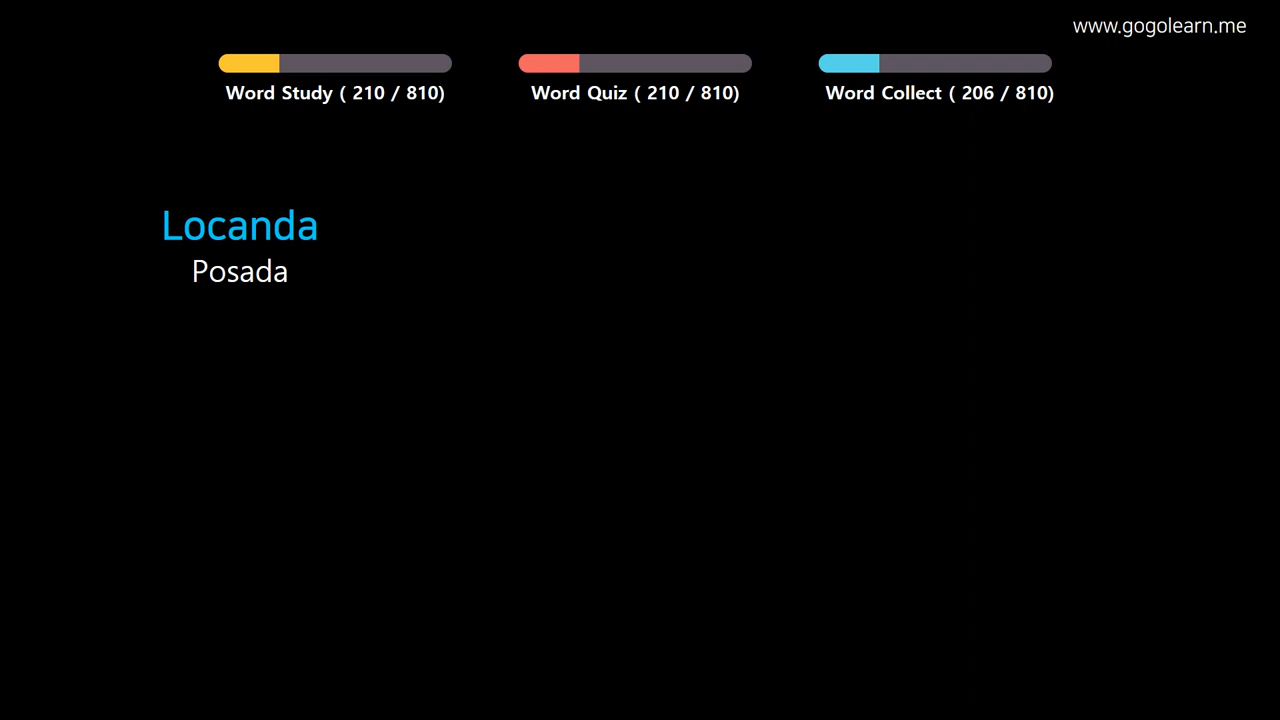 www.gogolearn.me
Word Study ( 210 / 810)
Word Quiz ( 210 / 810)
Word Collect ( 206 / 810)
Locanda
Posada